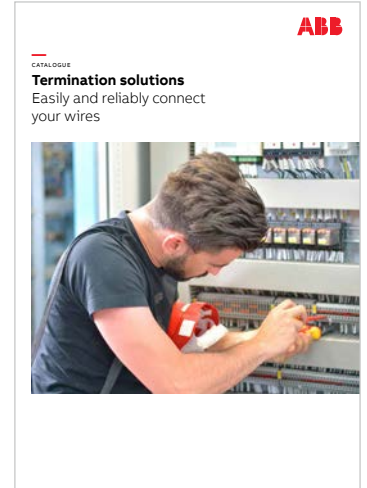 ABB
CATALOGUE
Termination solutions
Easily and reliably connect
your wires